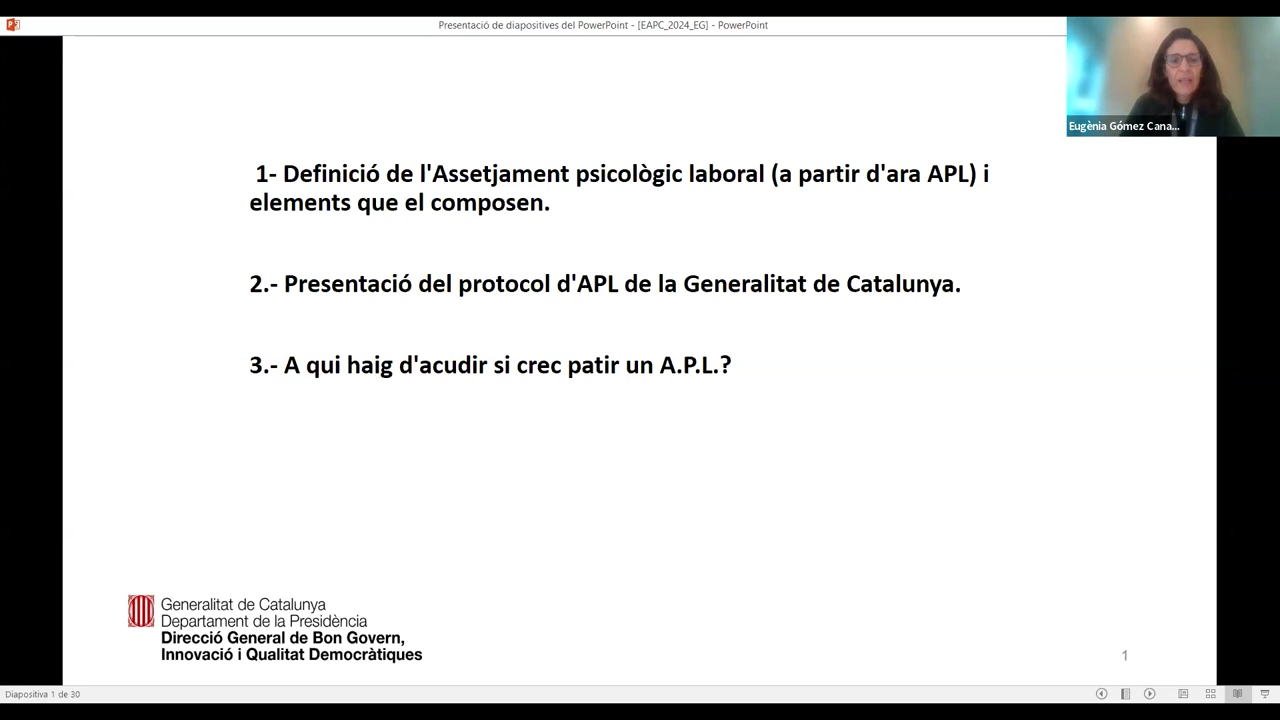 Presentació de diapositives del PowerPoint - [EAPC_2024_EG] - PowerPoint
Eugènia Gómez Cana...
1- Definició de l'Assetjament psicològic laboral (a partir d'ara APL) i
elements que el composen.
2.- Presentació del protocol d'APL de la Generalitat de Catalunya.
3.- A qui haig d'acudir si crec patir un A.P.L.?
Generalitat de Catalunya
Departament de la Presidència
Direcció General de Bon Govern,
Innovació i Qualitat Democràtiques
1
Diapositiva 1 de 30